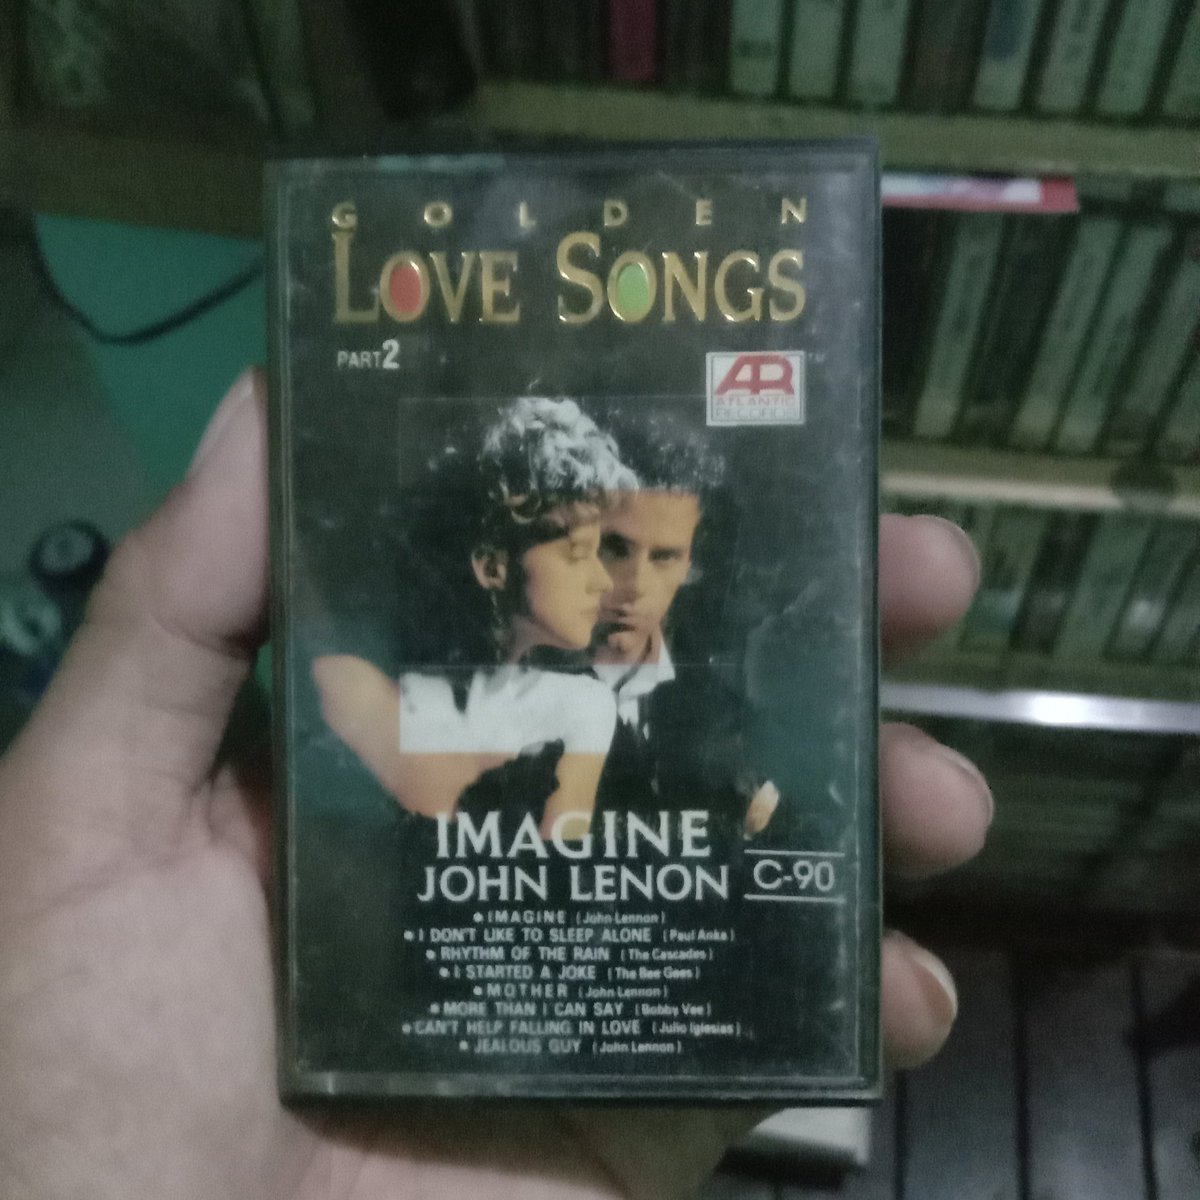 GOLDEN
LOVE SONGS
PART 2
AR
ATLANTIC
RECORDS
TM
IMAGINE
JOHN LENON
C-90
• IMAGINE (John Lennon)
• I DON'T LIKE TO SLEEP ALONE (Paul Anka)
• RHYTHM OF THE RAIN (The Cascades)
• I STARTED A JOKE (The Bee Gees)
• MOTHER (John Lennon)
• MORE THAN I CAN SAY (Bobby Vee)
• CAN'T HELP FALLING IN LOVE (Julio Iglesias)
• JEALOUS GUY (John Lennon)